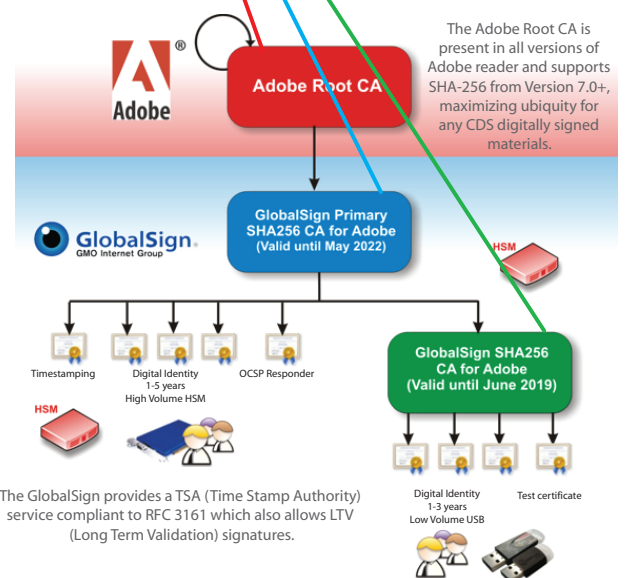 The Adobe Root CA is
present in all versions of
Adobe reader and supports
SHA-256 from Version 7.0+,
maximizing ubiquity for
any CDS digitally signed
materials.
®
Adobe
Adobe Root CA
GlobalSign.
GMO Internet Group
GlobalSign Primary
SHA256 CA for Adobe
(Valid until May 2022)
HSM
Timestamping
Digital Identity
1-5 years
High Volume HSM
OCSP Responder
GlobalSign SHA256
CA for Adobe
(Valid until June 2019)
HSM
The GlobalSign provides a TSA (Time Stamp Authority)
service compliant to RFC 3161 which also allows LTV
(Long Term Validation) signatures.
Digital Identity
1-3 years
Low Volume USB
Test certificate